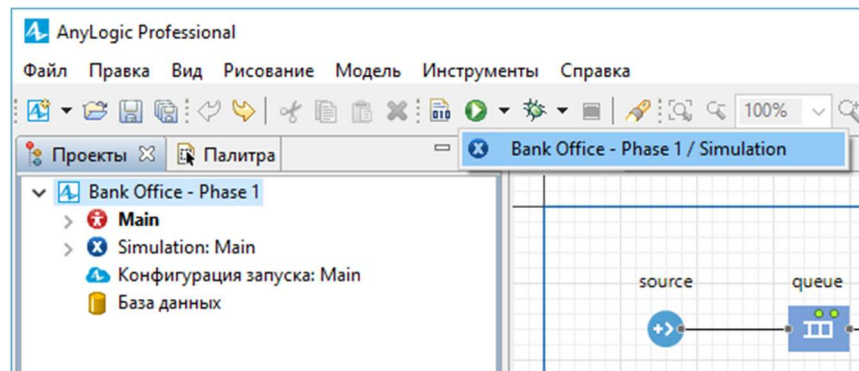 AnyLogic Professional
Файл Правка Вид Рисование Модель Инструменты Справка
010 100%
Проекты Палитра
Bank Office - Phase 1 / Simulation
Bank Office - Phase 1
Main
Simulation: Main
Конфигурация запуска: Main
База данных
source queue